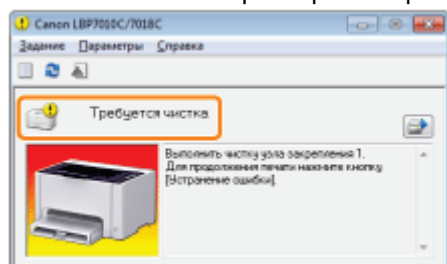 Canon LBP7010C/7018C
Задание Параметры Справка
Требуется чистка
Выполнить чистку узла закрепления 1.
Для продолжения печати нажмите кнопку
[Устранение ошибки].